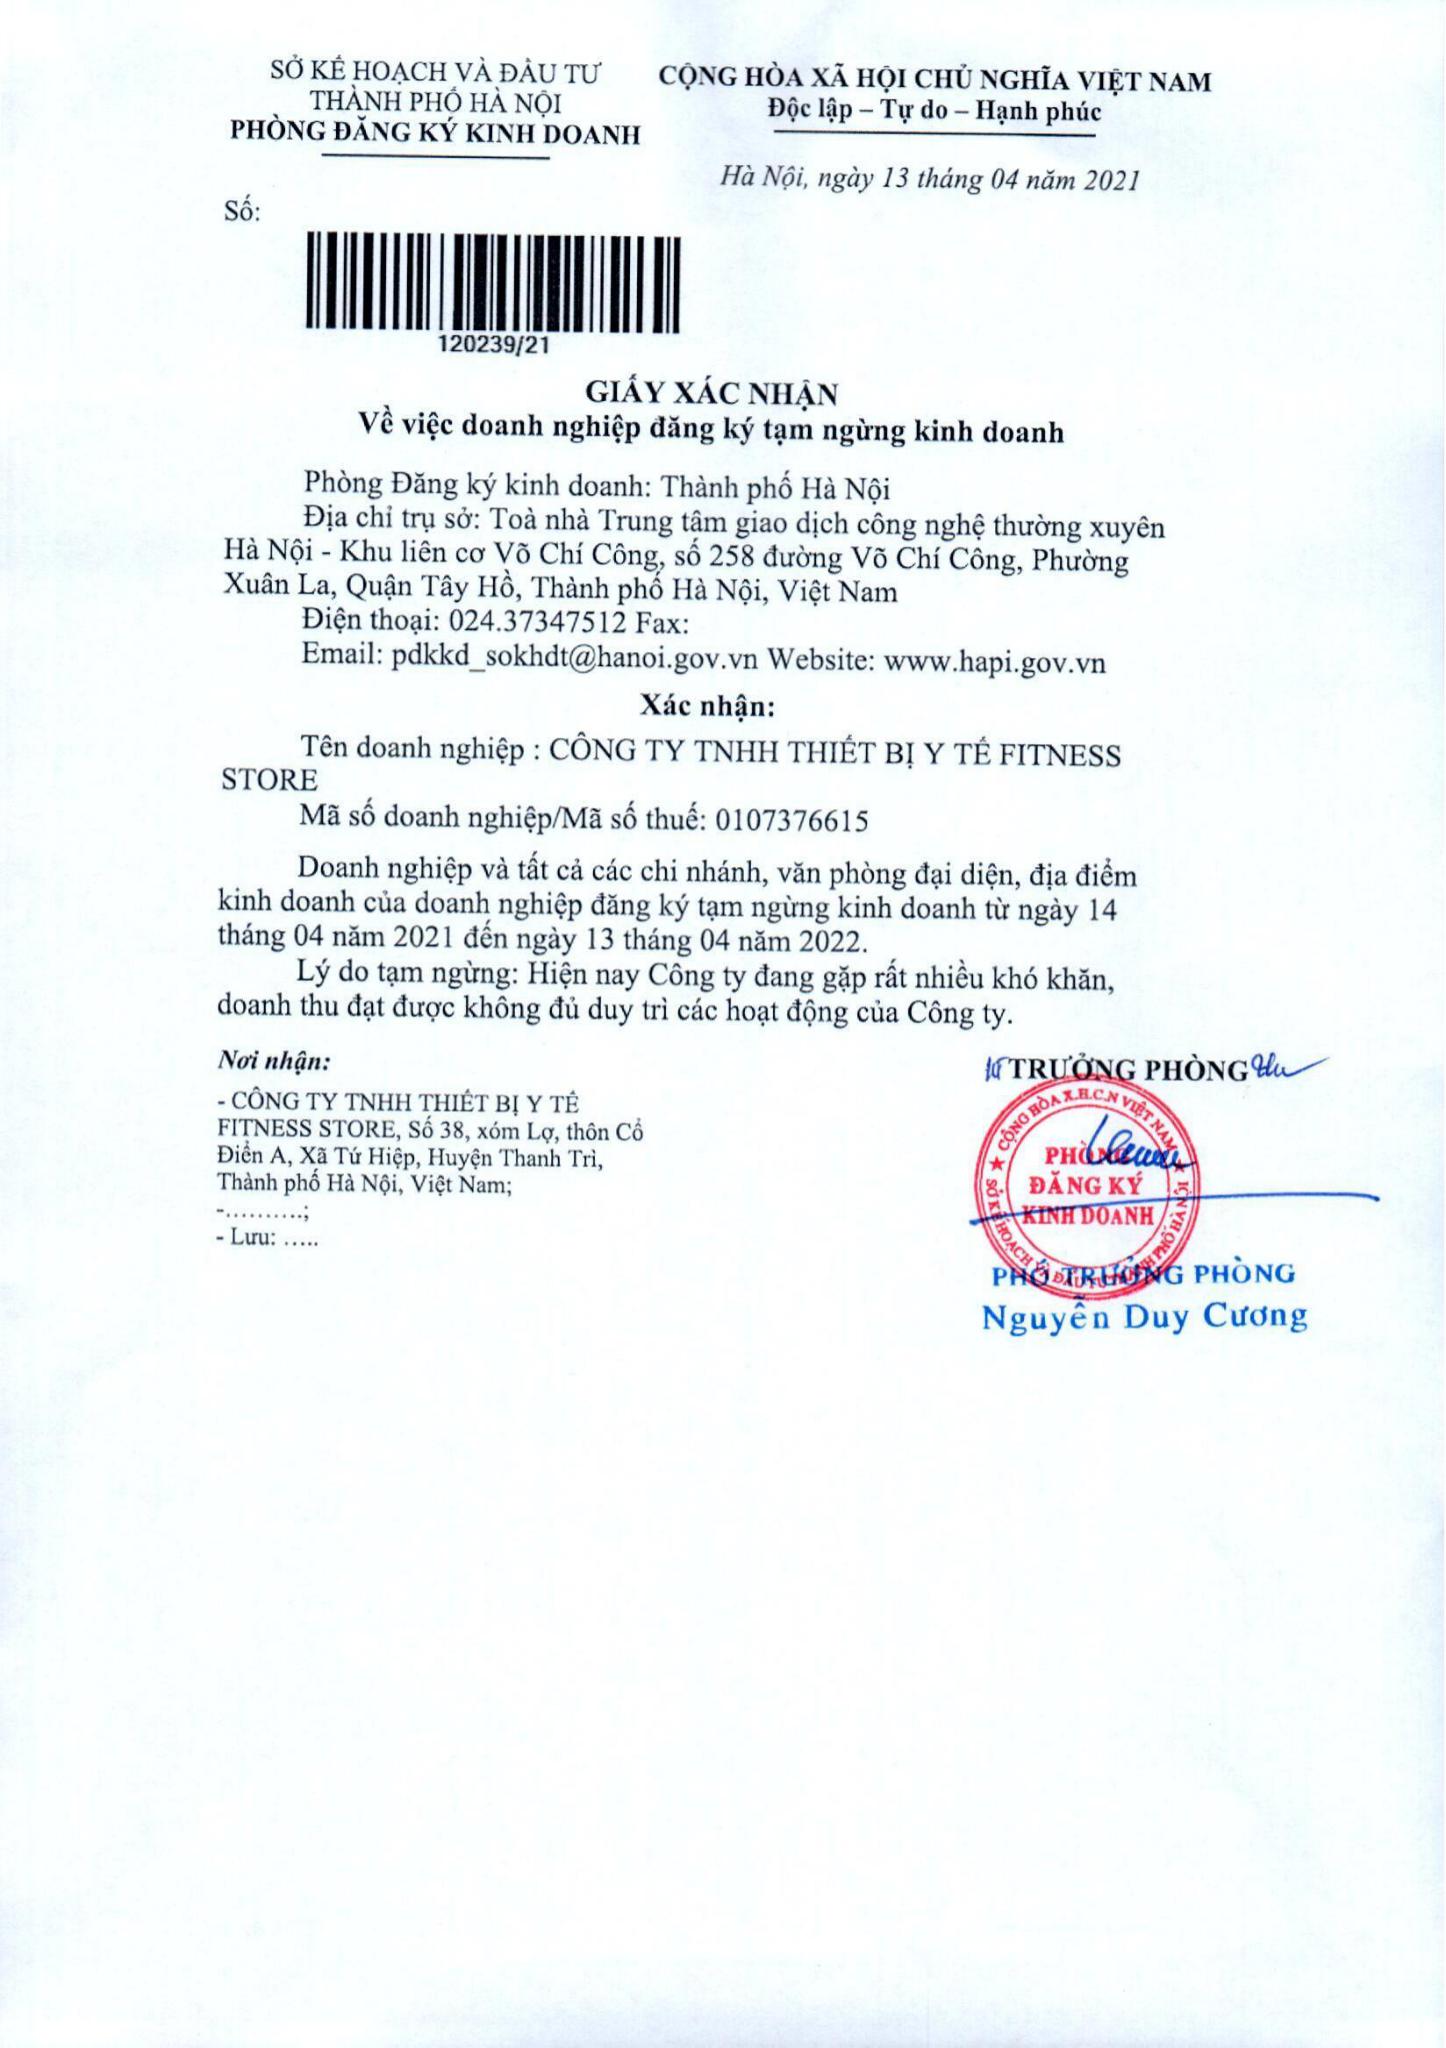 SỞ KẾ HOẠCH VÀ ĐẦU TƯ
THÀNH PHỐ HÀ NỘI
PHÒNG ĐĂNG KÝ KINH DOANH
CỘNG HÒA XÃ HỘI CHỦ NGHĨA VIỆT NAM
Độc lập – Tự do – Hạnh phúc
Hà Nội, ngày 13 tháng 04 năm 2021
Số:
120239/21
GIẤY XÁC NHẬN
Về việc doanh nghiệp đăng ký tạm ngừng kinh doanh
Phòng Đăng ký kinh doanh: Thành phố Hà Nội
Địa chỉ trụ sở: Toà nhà Trung tâm giao dịch công nghệ thường xuyên
Hà Nội - Khu liên cơ Võ Chí Công, số 258 đường Võ Chí Công, Phường
Xuân La, Quận Tây Hồ, Thành phố Hà Nội, Việt Nam
Điện thoại: 024.37347512 Fax:
Email: pdkkd_sokhdt@hanoi.gov.vn Website: www.hapi.gov.vn
Xác nhận:
Tên doanh nghiệp : CÔNG TY TNHH THIẾT BỊ Y TẾ FITNESS
STORE
Mã số doanh nghiệp/Mã số thuế: 0107376615
Doanh nghiệp và tất cả các chi nhánh, văn phòng đại diện, địa điểm
kinh doanh của doanh nghiệp đăng ký tạm ngừng kinh doanh từ ngày 14
tháng 04 năm 2021 đến ngày 13 tháng 04 năm 2022.
Lý do tạm ngừng: Hiện nay Công ty đang gặp rất nhiều khó khăn,
doanh thu đạt được không đủ duy trì các hoạt động của Công ty.
Nơi nhận:
- CÔNG TY TNHH THIẾT BỊ Y TẾ
FITNESS STORE, Số 38, xóm Lợ, thôn Cổ
Điển A, Xã Tứ Hiệp, Huyện Thanh Trì,
Thành phố Hà Nội, Việt Nam;
-..........;
- Lưu: .....
TRƯỞNG PHÒNG
CỘNG HÒA X.H.C.N VIỆT NAM
PHÒNG
ĐĂNG KÝ
KINH DOANH
SỞ KẾ HOẠCH VÀ ĐẦU TƯ THÀNH PHỐ HÀ NỘI
PHÓ TRƯỞNG PHÒNG
Nguyễn Duy Cương